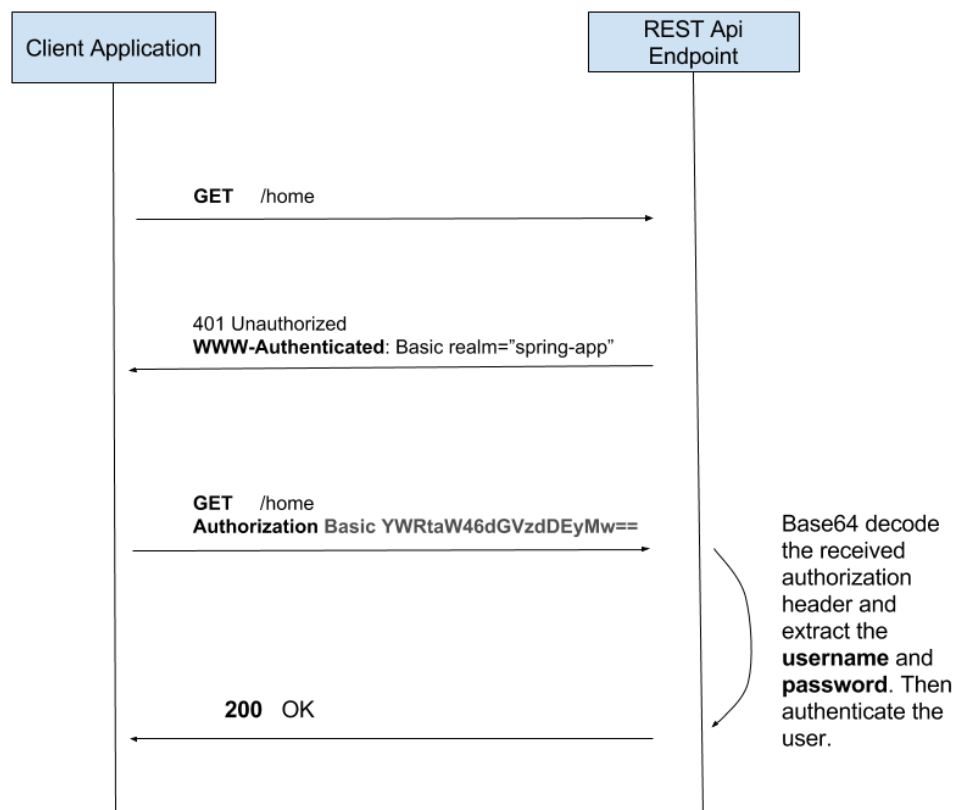 Client Application
REST Api
Endpoint
GET /home
401 Unauthorized
WWW-Authenticated: Basic realm=”spring-app”
GET /home
Authorization Basic YWRtaW46dGVzdDEyMw==
Base64 decode
the received
authorization
header and
extract the
username and
password. Then
authenticate the
user.
200 OK